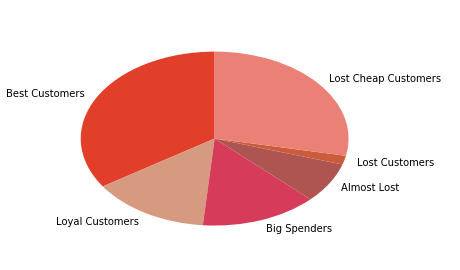 Lost Cheap Customers
Best Customers
Lost Customers
Almost Lost
Loyal Customers
Big Spenders